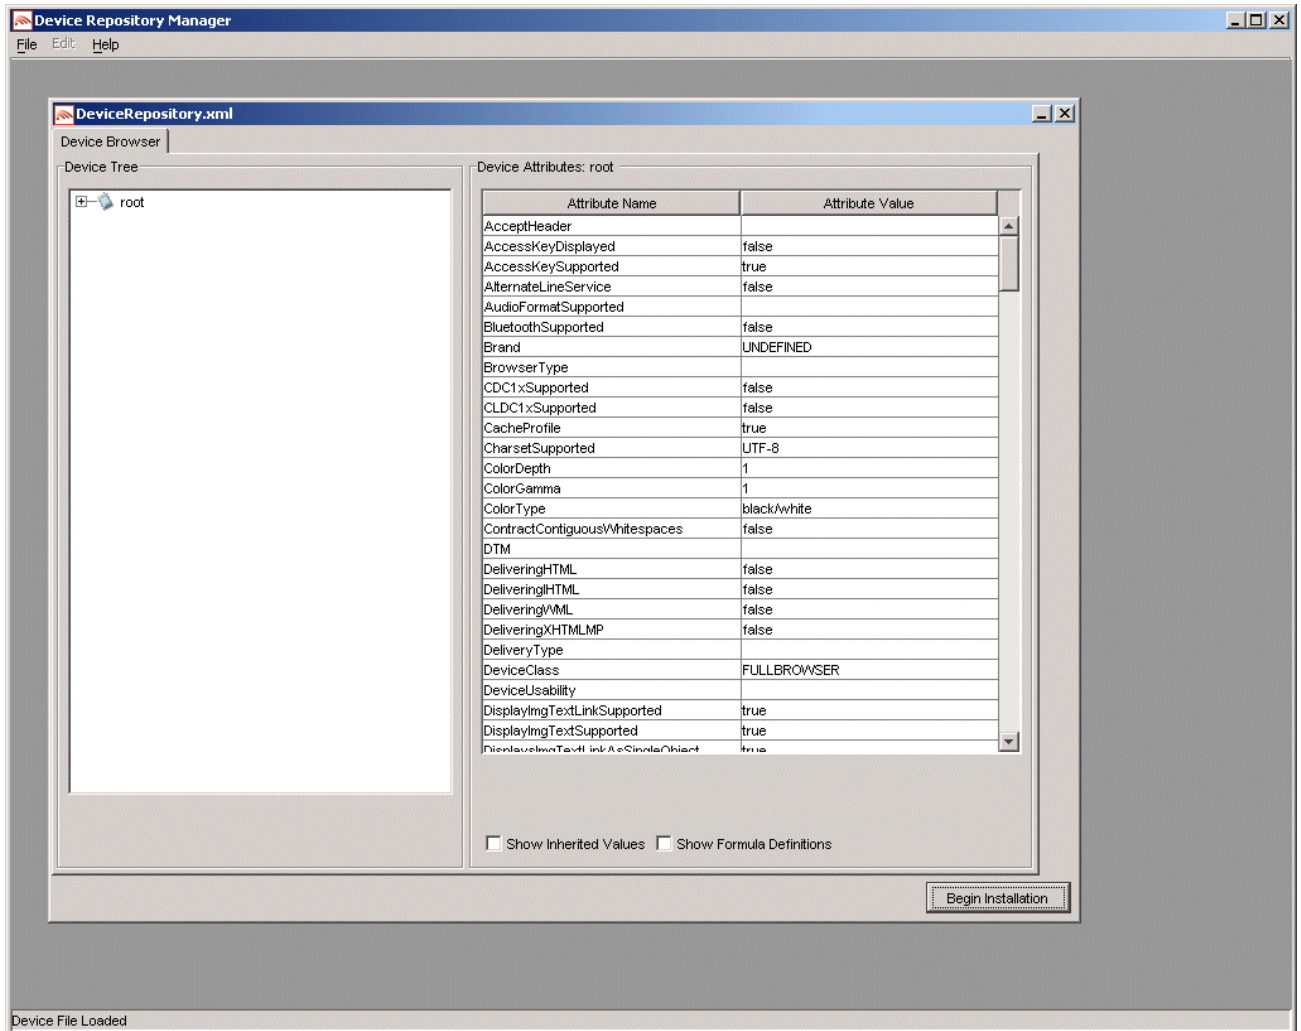 Device Repository Manager
File Edit Help
DeviceRepository.xml
Device Browser
Device Tree
root
Device Attributes: root
Attribute Name Attribute Value
AcceptHeader
AccessKeyDisplayed false
AccessKeySupported true
AlternateLineService false
AudioFormatSupported
BluetoothSupported false
Brand UNDEFINED
BrowserType
CDC1xSupported false
CLDC1xSupported false
CacheProfile true
CharsetSupported UTF-8
ColorDepth 1
ColorGamma 1
ColorType black/white
ContractContiguousWhitespaces false
DTM
DeliveringHTML false
DeliveringIHTML false
DeliveringWML false
DeliveringXHTMLMP false
DeliveryType
DeviceClass FULLBROWSER
DeviceUsability
DisplayImgTextLinkSupported true
DisplayImgTextSupported true
DisplaysImgTextLinkAsSingleObject true
Show Inherited Values Show Formula Definitions
Begin Installation
Device File Loaded